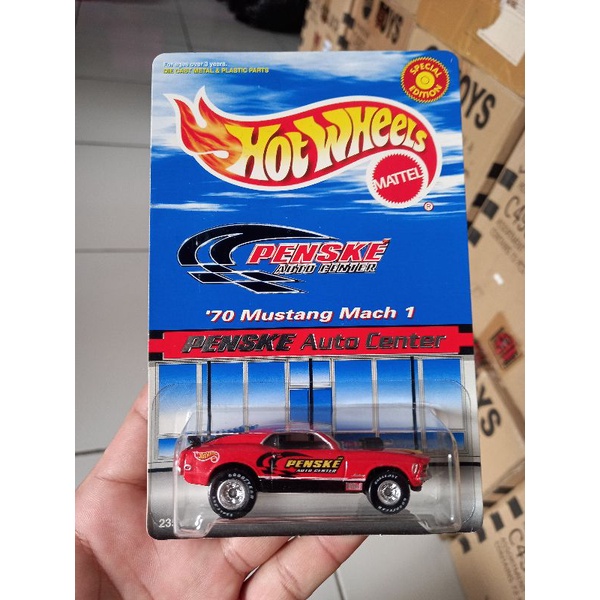 For ages over 3 years.
DIE CAST METAL & PLASTIC PARTS
SPECIAL EDITION
HOT WHEELS
MATTEL
®
PENSKE
AUTO CENTER
'70 Mustang Mach 1
PENSKE Auto Center
PENSKE
AUTO CENTER